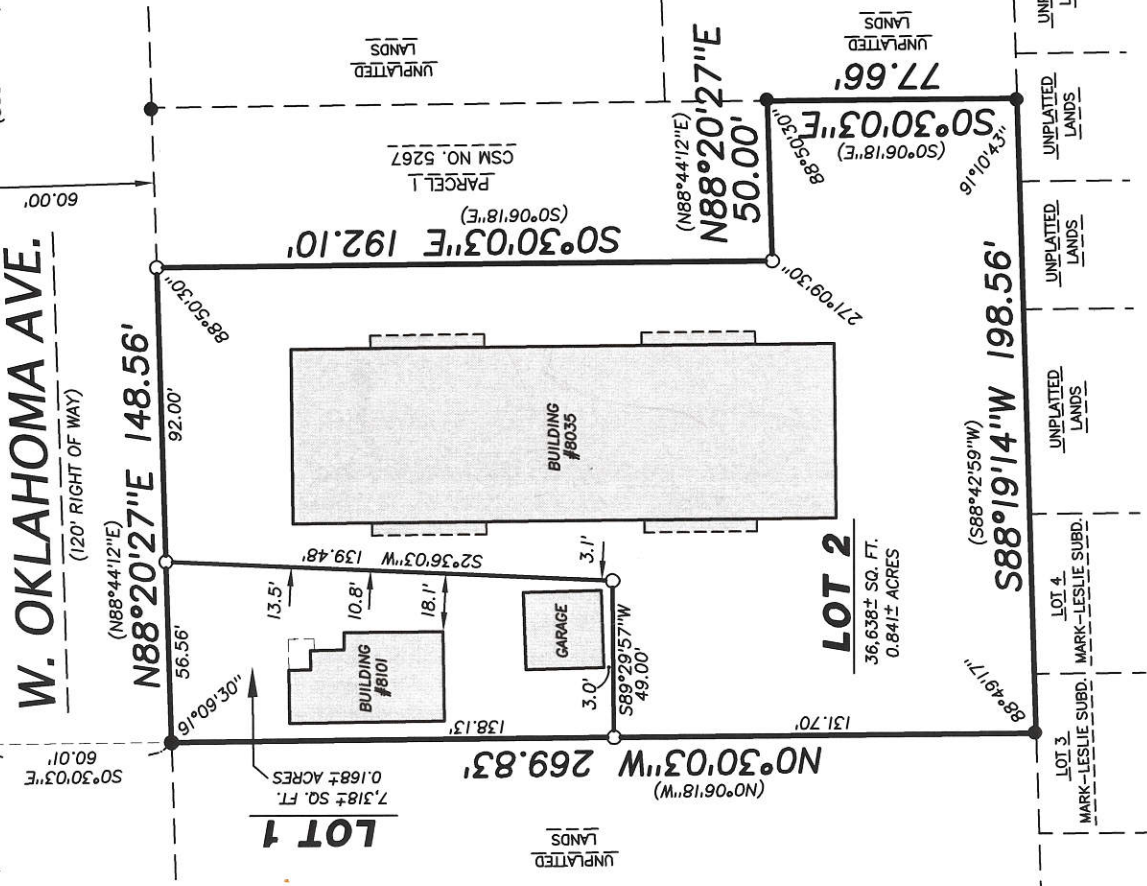 W. OKLAHOMA AVE.
(120' RIGHT OF WAY)
60.00'
S0°30'03"E
60.01'
(N88°44'12"E)
N88°20'27"E 148.56'
56.56'
92.00'
91°09'30"
88°50'30"
UNPLATTED
LANDS
PARCEL 1
CSM NO. 5267
(S0°06'18"E)
S0°30'03"E 192.10'
(N88°44'12"E)
N88°20'27"E
50.00'
88°50'30"
271°09'30"
UNPLATTED
LANDS
77.66'
S0°30'03"E
(S0°06'18"E)
91°10'43"
UNPLATTED
LANDS
UNPLATTED
LANDS
UNPLATTED
LANDS
(S88°42'59"W)
S88°19'14"W 198.56'
LOT 4
MARK-LESLIE SUBD.
LOT 3
MARK-LESLIE SUBD.
88°49'17"
BUILDING
#8035
S2°36'03"W 139.48'
13.5'
10.8'
18.1'
3.1'
BUILDING
#8101
GARAGE
3.0'
S89°29'57"W
49.00'
LOT 2
36,638± SQ. FT.
0.841± ACRES
138.13'
131.70'
N0°30'03"W 269.83'
(N0°06'18"W)
LOT 1
7,318± SQ. FT.
0.168± ACRES
UNPLATTED
LANDS